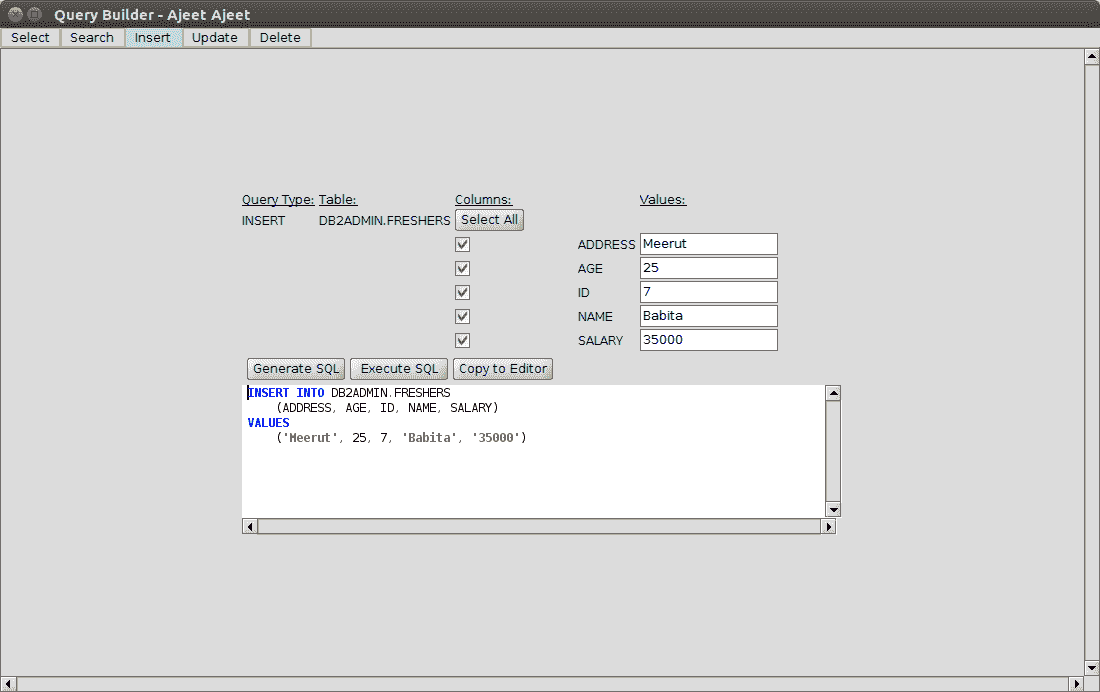 Query Builder - Ajeet Ajeet
Select Search Insert Update Delete
Query Type: Table: Columns: Values:
INSERT DB2ADMIN.FRESHERS Select All
ADDRESS Meerut
AGE 25
ID 7
NAME Babita
SALARY 35000
Generate SQL Execute SQL Copy to Editor
INSERT INTO DB2ADMIN.FRESHERS
(ADDRESS, AGE, ID, NAME, SALARY)
VALUES
('Meerut', 25, 7, 'Babita', '35000')